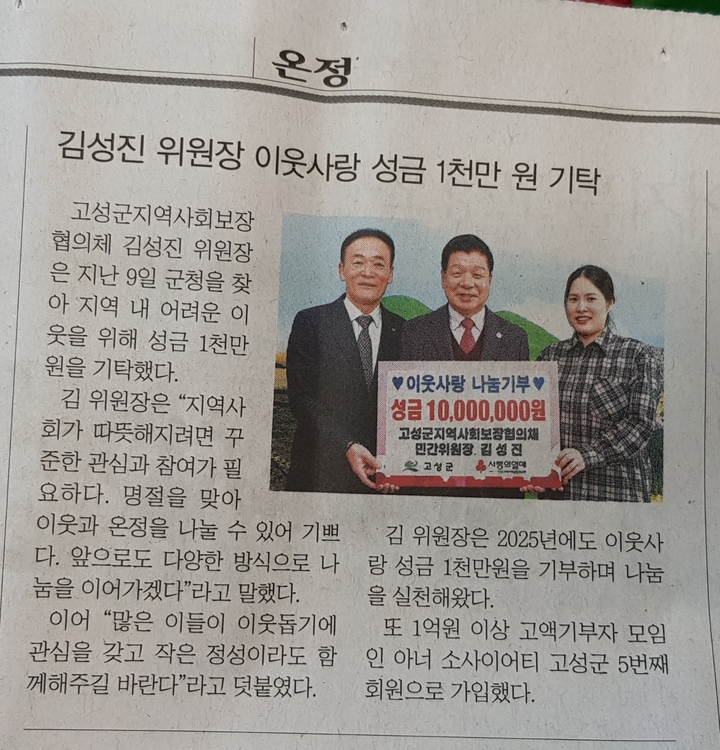 온정
김성진 위원장 이웃사랑 성금 1천만 원 기탁
고성군지역사회보장
협의체 김성진 위원장
은 지난 9일 군청을 찾
아 지역 내 어려운 이
웃을 위해 성금 1천만
원을 기탁했다.
김 위원장은 “지역사
회가 따뜻해지려면 꾸
준한 관심과 참여가 필
요하다. 명절을 맞아
이웃과 온정을 나눌 수 있어 기쁘
다. 앞으로도 다양한 방식으로 나
눔을 이어가겠다”라고 말했다.
이어 “많은 이들이 이웃돕기에
관심을 갖고 작은 정성이라도 함
께해주길 바란다”라고 덧붙였다.
♥이웃사랑 나눔기부♥
성금 10,000,000원
고성군지역사회보장협의체
민간위원장 김성진
고성군 사랑의열매
김 위원장은 2025년에도 이웃사
랑 성금 1천만원을 기부하며 나눔
을 실천해왔다.
또 1억원 이상 고액기부자 모임
인 아너 소사이어티 고성군 5번째
회원으로 가입했다.